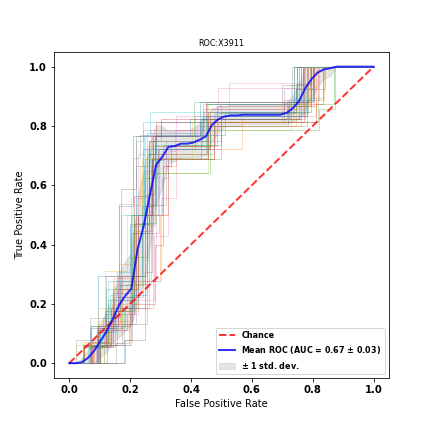 ROC:X3911
True Positive Rate
1.0
0.8
0.6
0.4
0.2
0.0
0.0 0.2 0.4 0.6 0.8 1.0
False Positive Rate
Chance
Mean ROC (AUC = 0.67 ± 0.03)
± 1 std. dev.